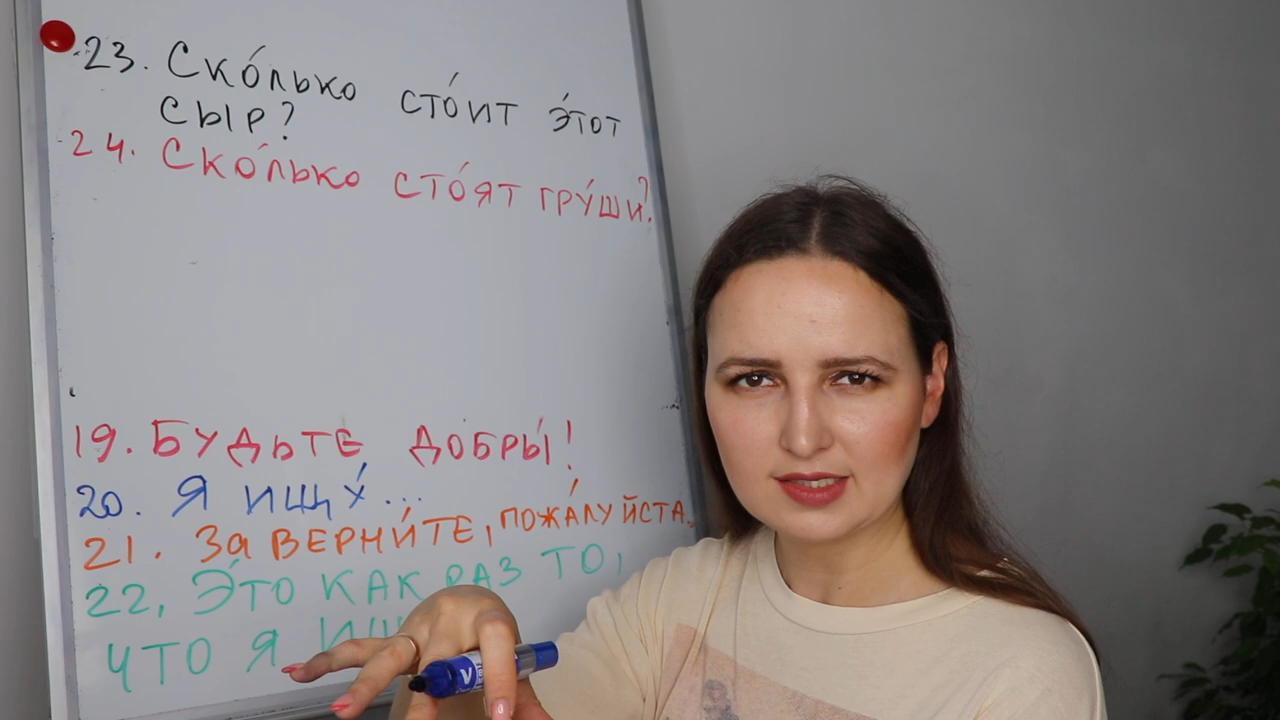 23. Ско́лько сто́ит э́тот
сыр?
24. Ско́лько сто́ят гру́ши?
19. Будьте добры́!
20. Я ищу́...
21. Заверни́те, пожа́луйста.
22. Э́то как раз то,
что я